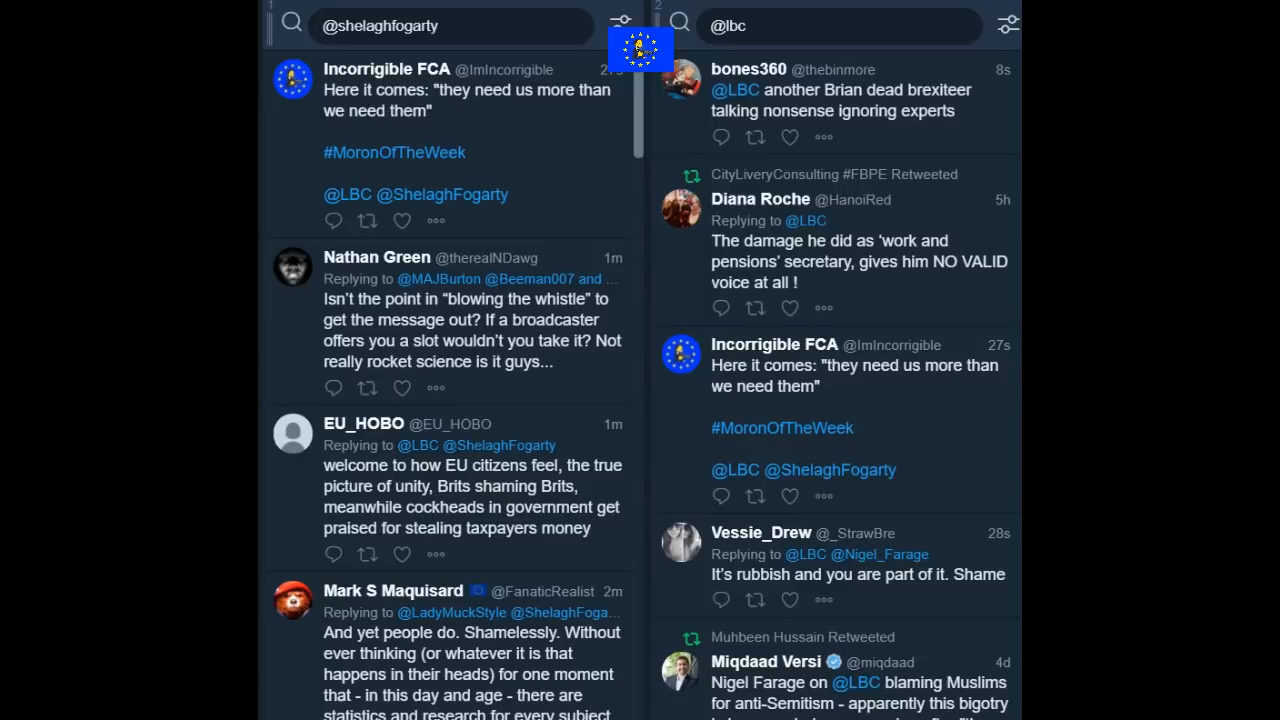 1
@shelaghfogarty
Incorrigible FCA @ImIncorrigible
Here it comes: "they need us more than
we need them"
#MoronOfTheWeek
@LBC @ShelaghFogarty
Nathan Green @therealNDawg 1m
Replying to @MAJBurton @Beeman007 and ...
Isn’t the point in “blowing the whistle” to
get the message out? If a broadcaster
offers you a slot wouldn’t you take it? Not
really rocket science is it guys...
EU_HOBO @EU_HOBO 1m
Replying to @LBC @ShelaghFogarty
welcome to how EU citizens feel, the true
picture of unity, Brits shaming Brits,
meanwhile cockheads in government get
praised for stealing taxpayers money
Mark S Maquisard @FanaticRealist 2m
Replying to @LadyMuckStyle @ShelaghFoga...
And yet people do. Shamelessly. Without
ever thinking (or whatever it is that
happens in their heads) for one moment
that - in this day and age - there are
statistics and research for every subject
2
@lbc
bones360 @thebinmore 8s
@LBC another Brian dead brexiteer
talking nonsense ignoring experts
CityLiveryConsulting #FBPE Retweeted
Diana Roche @HanoiRed 5h
Replying to @LBC
The damage he did as ‘work and
pensions’ secretary, gives him NO VALID
voice at all !
Incorrigible FCA @ImIncorrigible 27s
Here it comes: "they need us more than
we need them"
#MoronOfTheWeek
@LBC @ShelaghFogarty
Vessie_Drew @_StrawBre 28s
Replying to @LBC @Nigel_Farage
It’s rubbish and you are part of it. Shame
Muhbeen Hussain Retweeted
Miqdaad Versi @miqdaad 4d
Nigel Farage on @LBC blaming Muslims
for anti-Semitism - apparently this bigotry